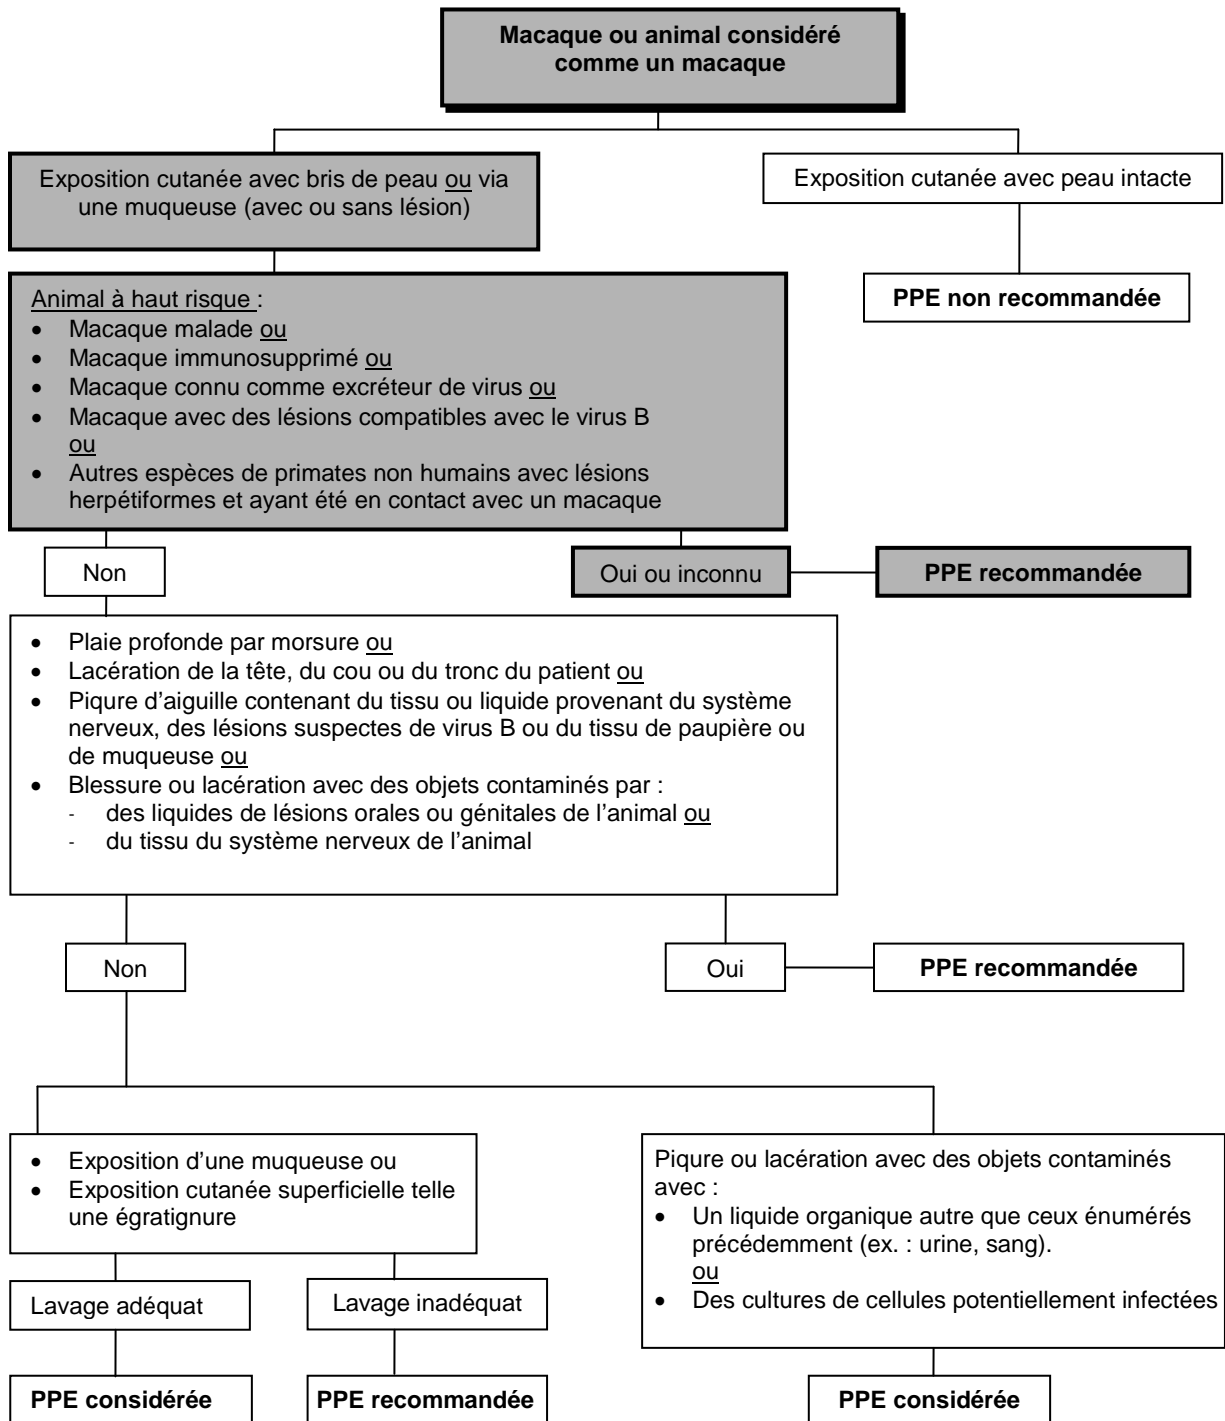 Macaque ou animal considéré
comme un macaque
Exposition cutanée avec bris de peau ou via
une muqueuse (avec ou sans lésion)
Exposition cutanée avec peau intacte
PPE non recommandée
Animal à haut risque :
• Macaque malade ou
• Macaque immunosupprimé ou
• Macaque connu comme excréteur de virus ou
• Macaque avec des lésions compatibles avec le virus B
ou
• Autres espèces de primates non humains avec lésions
herpétiformes et ayant été en contact avec un macaque
Non
Oui ou inconnu
PPE recommandée
• Plaie profonde par morsure ou
• Lacération de la tête, du cou ou du tronc du patient ou
• Piqure d’aiguille contenant du tissu ou liquide provenant du système
nerveux, des lésions suspectes de virus B ou du tissu de paupière ou
de muqueuse ou
• Blessure ou lacération avec des objets contaminés par :
- des liquides de lésions orales ou génitales de l’animal ou
- du tissu du système nerveux de l’animal
Non
Oui
PPE recommandée
• Exposition d’une muqueuse ou
• Exposition cutanée superficielle telle
une égratignure
Lavage adéquat
Lavage inadéquat
PPE considérée
PPE recommandée
Piqure ou lacération avec des objets contaminés
avec :
• Un liquide organique autre que ceux énumérés
précédemment (ex. : urine, sang).
ou
• Des cultures de cellules potentiellement infectées
PPE considérée